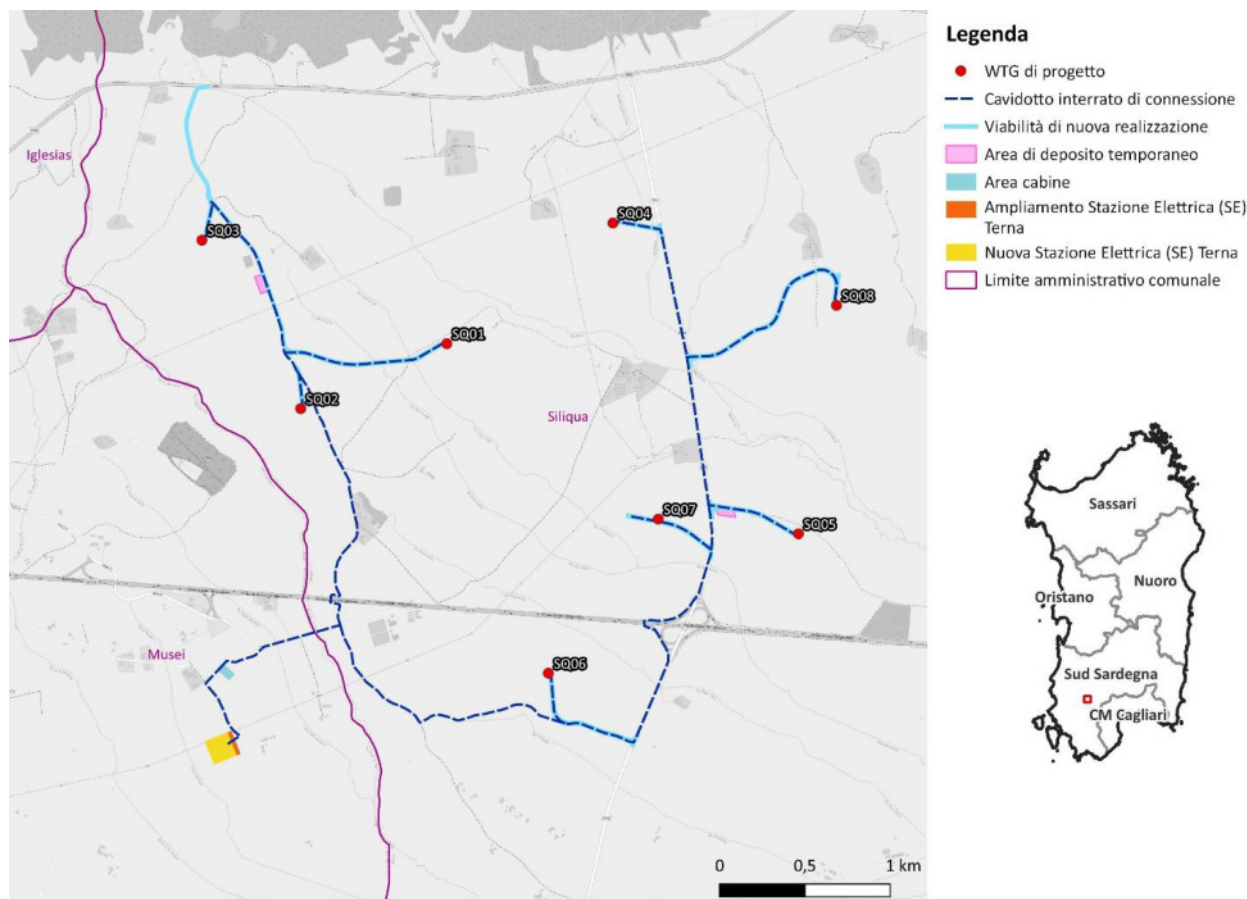 Legenda
WTG di progetto
Cavidotto interrato di connessione
Viabilità di nuova realizzazione
Area di deposito temporaneo
Area cabine
Ampliamento Stazione Elettrica (SE)
Terna
Nuova Stazione Elettrica (SE) Terna
Limite amministrativo comunale
Iglesias
SQ04
SQ03
SQ08
SQ01
SQ02
Siliqua
SQ07
SQ05
Musei
SQ06
0 0,5 1 km
Sassari
Nuoro
Oristano
Sud Sardegna
CM Cagliari